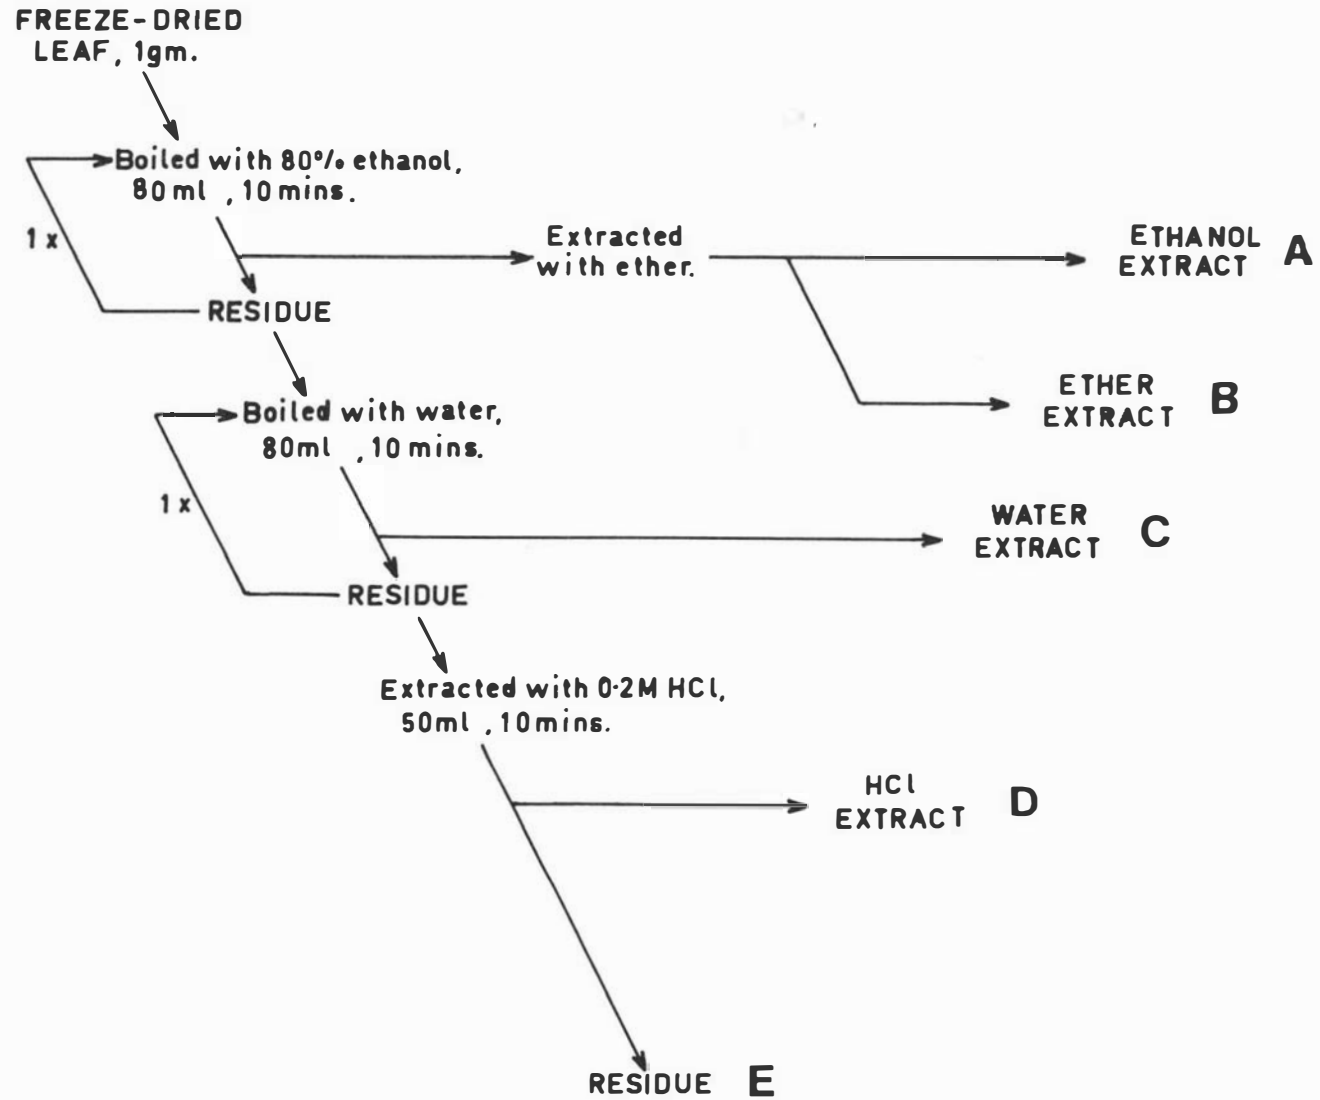 FREEZE-DRIED
LEAF, 1gm.
Boiled with 80% ethanol,
80ml , 10 mins.
1 x
Extracted
with ether.
ETHANOL
EXTRACT
A
RESIDUE
ETHER
EXTRACT
B
Boiled with water,
80ml , 10 mins.
1 x
WATER
EXTRACT
C
RESIDUE
Extracted with 0·2M HCl,
50ml , 10mins.
HCl
EXTRACT
D
RESIDUE
E